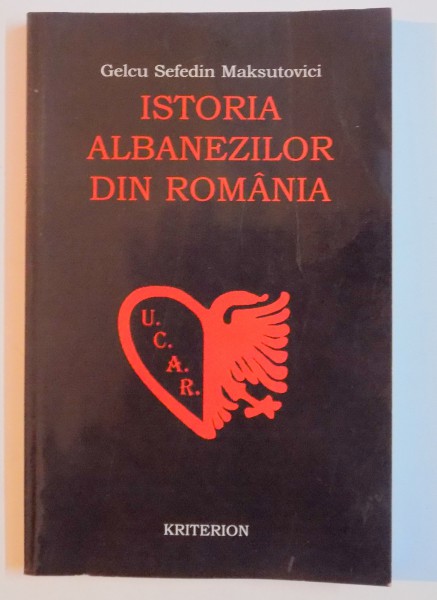 Gelcu Sefedin Maksutovici
ISTORIA
ALBANEZILOR
DIN ROMÂNIA
U.
C.
A.
R.
KRITERION